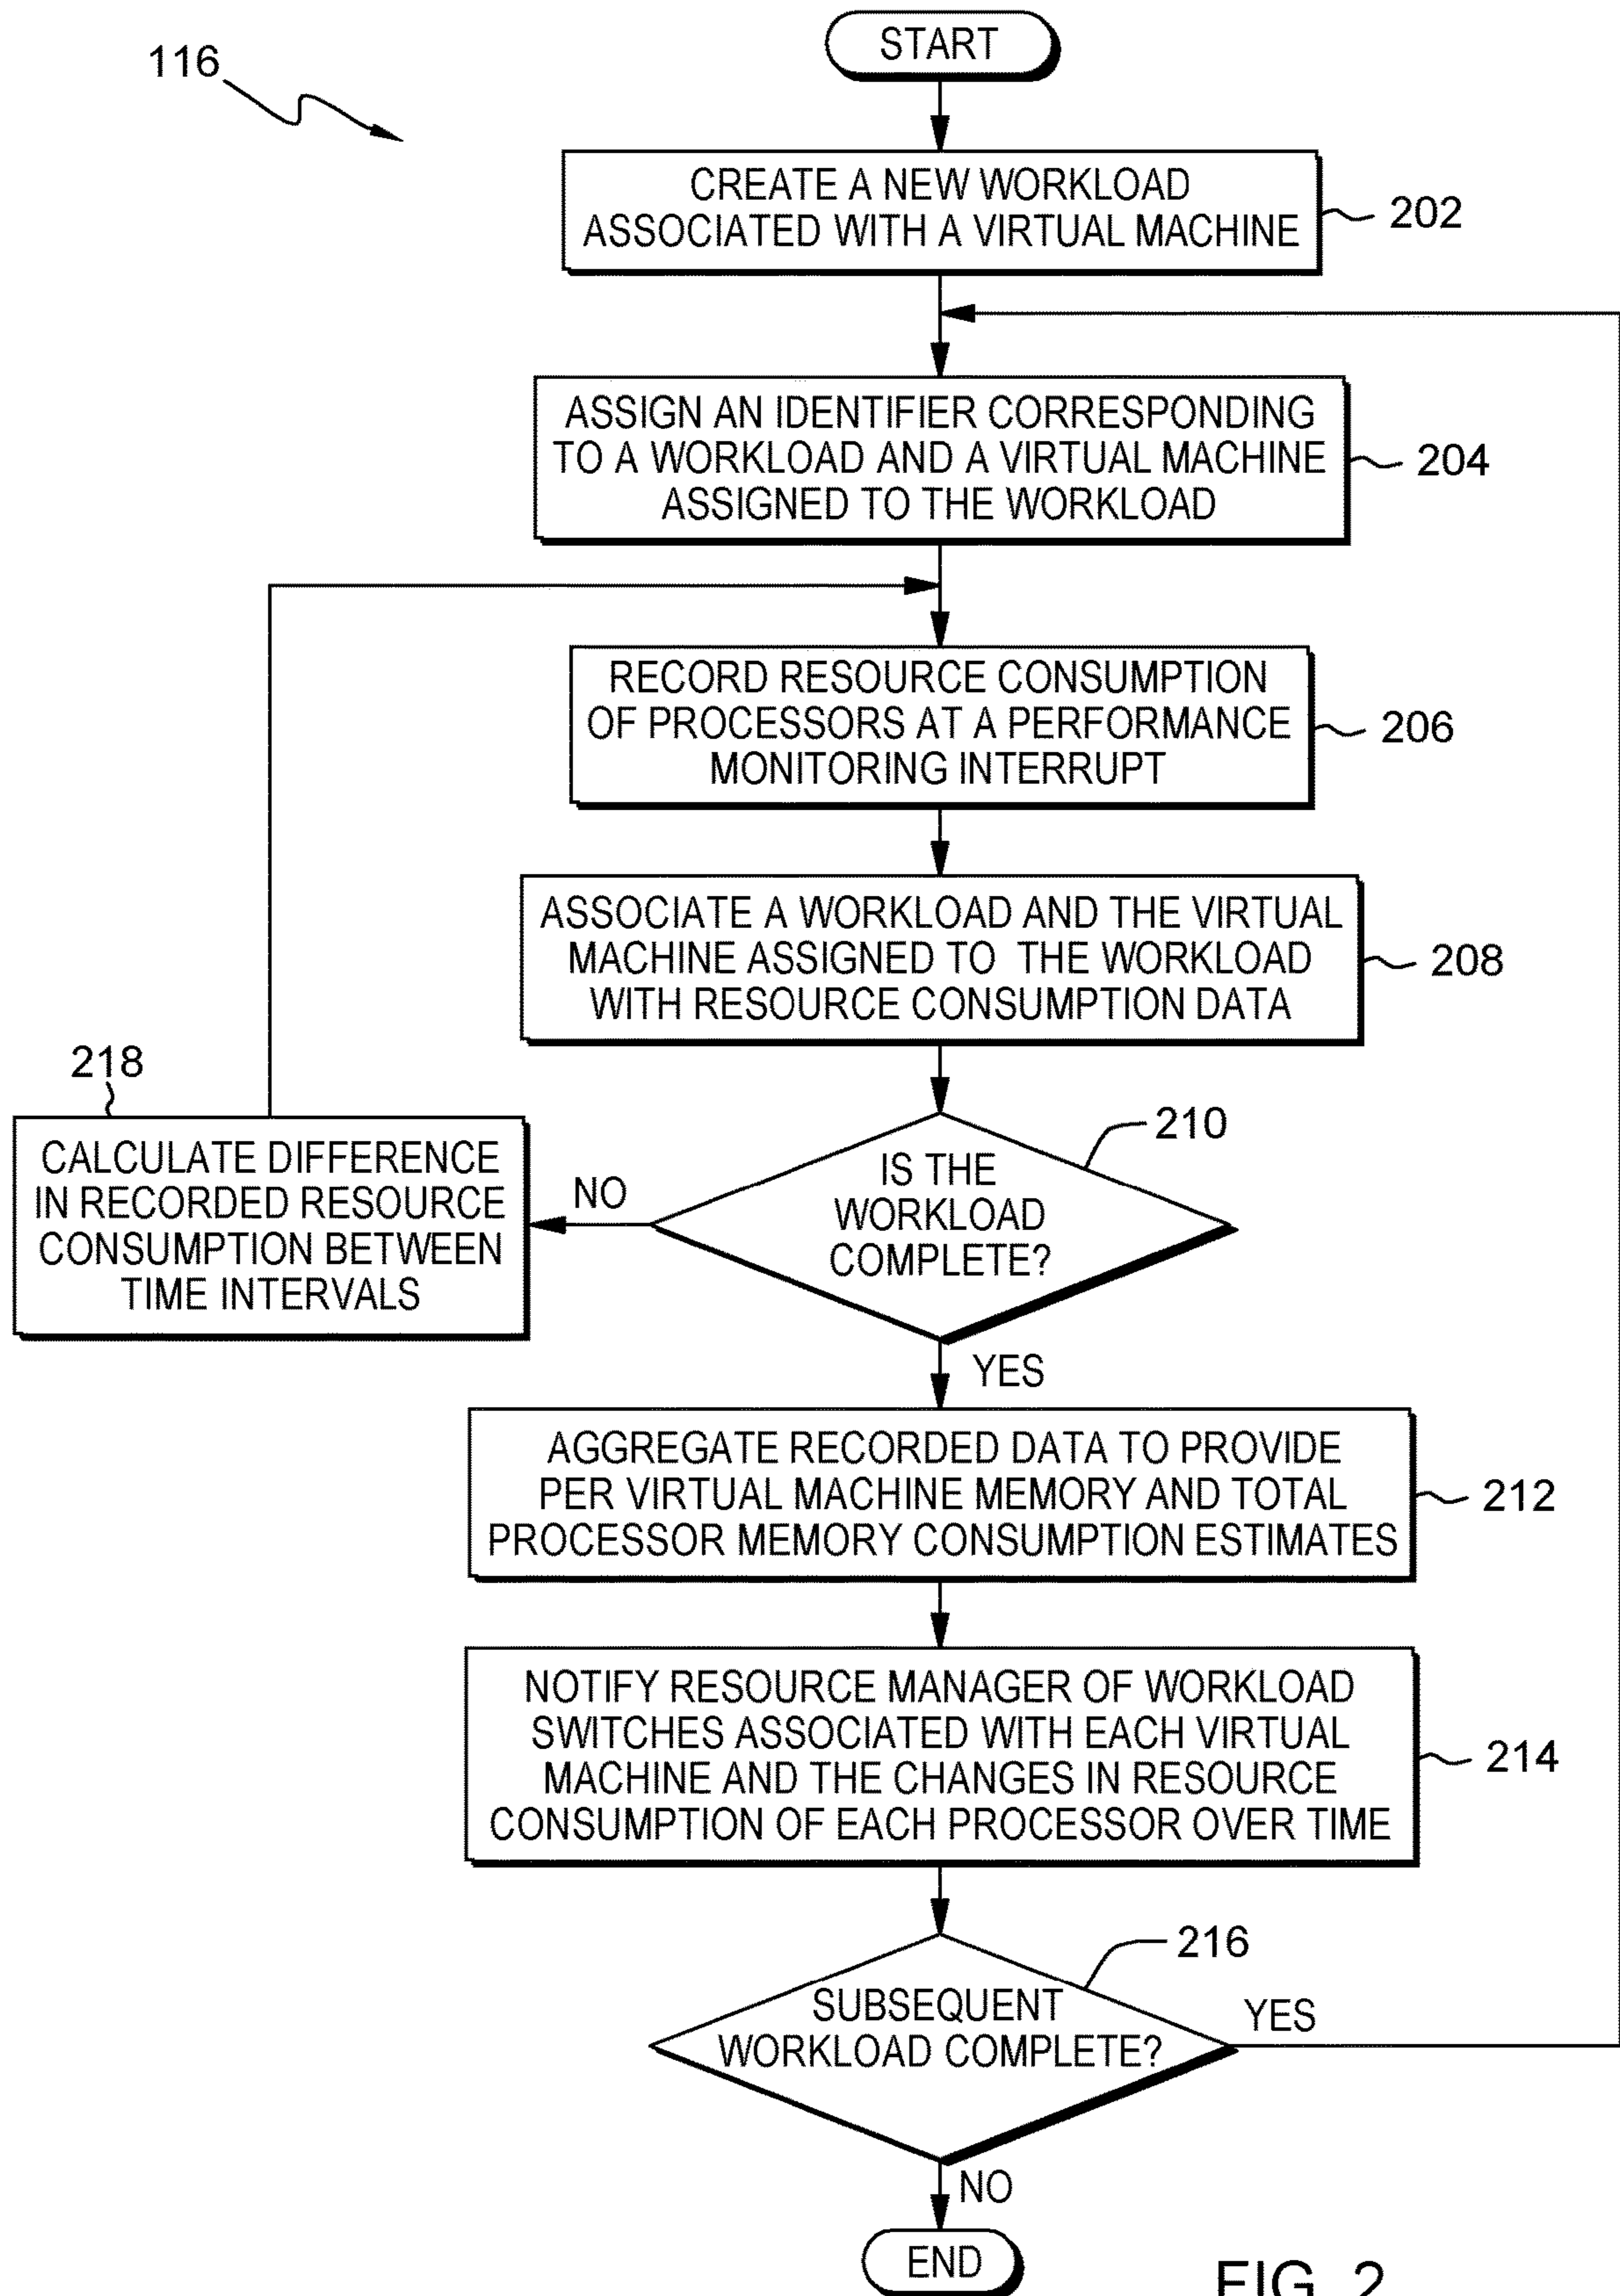 116
START
CREATE A NEW WORKLOAD
ASSOCIATED WITH A VIRTUAL MACHINE
202
ASSIGN AN IDENTIFIER CORRESPONDING
TO A WORKLOAD AND A VIRTUAL MACHINE
ASSIGNED TO THE WORKLOAD
204
RECORD RESOURCE CONSUMPTION
OF PROCESSORS AT A PERFORMANCE
MONITORING INTERRUPT
206
ASSOCIATE A WORKLOAD AND THE VIRTUAL
MACHINE ASSIGNED TO THE WORKLOAD
WITH RESOURCE CONSUMPTION DATA
208
218
CALCULATE DIFFERENCE
IN RECORDED RESOURCE
CONSUMPTION BETWEEN
TIME INTERVALS
NO
IS THE
WORKLOAD
COMPLETE?
210
YES
AGGREGATE RECORDED DATA TO PROVIDE
PER VIRTUAL MACHINE MEMORY AND TOTAL
PROCESSOR MEMORY CONSUMPTION ESTIMATES
212
NOTIFY RESOURCE MANAGER OF WORKLOAD
SWITCHES ASSOCIATED WITH EACH VIRTUAL
MACHINE AND THE CHANGES IN RESOURCE
CONSUMPTION OF EACH PROCESSOR OVER TIME
214
216
SUBSEQUENT
WORKLOAD COMPLETE?
YES
NO
END
FIG. 2